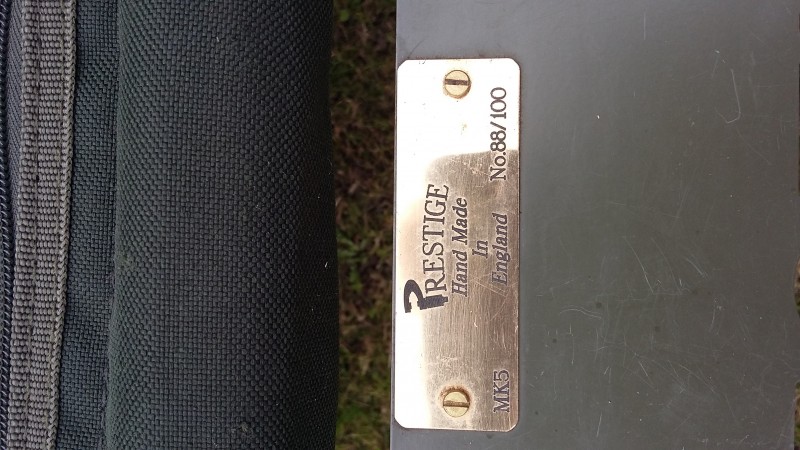 PRESTIGE
Hand Made
In
England
MK5 No.88/100